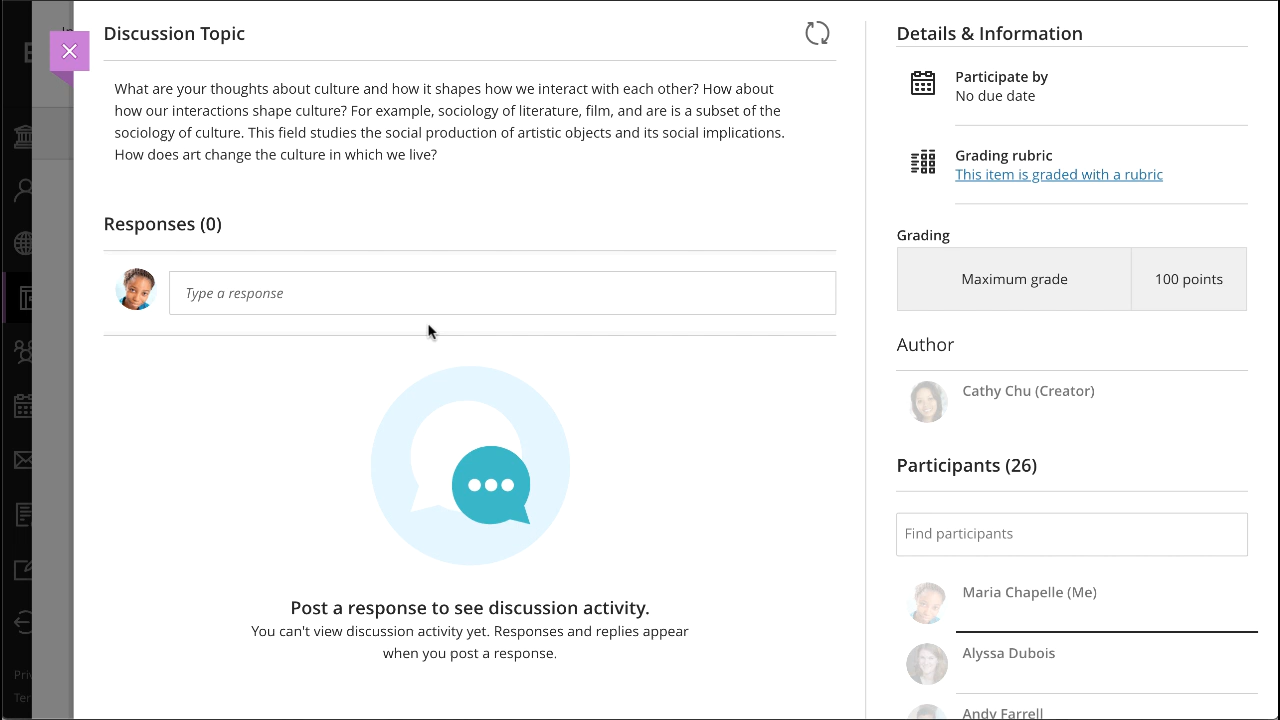 Discussion Topic
What are your thoughts about culture and how it shapes how we interact with each other? How about
how our interactions shape culture? For example, sociology of literature, film, and are is a subset of the
sociology of culture. This field studies the social production of artistic objects and its social implications.
How does art change the culture in which we live?
Responses (0)
Type a response
Post a response to see discussion activity.
You can't view discussion activity yet. Responses and replies appear
when you post a response.
Details & Information
Participate by
No due date
Grading rubric
This item is graded with a rubric
Grading
Maximum grade
100 points
Author
Cathy Chu (Creator)
Participants (26)
Find participants
Maria Chapelle (Me)
Alyssa Dubois
Andy Farrell